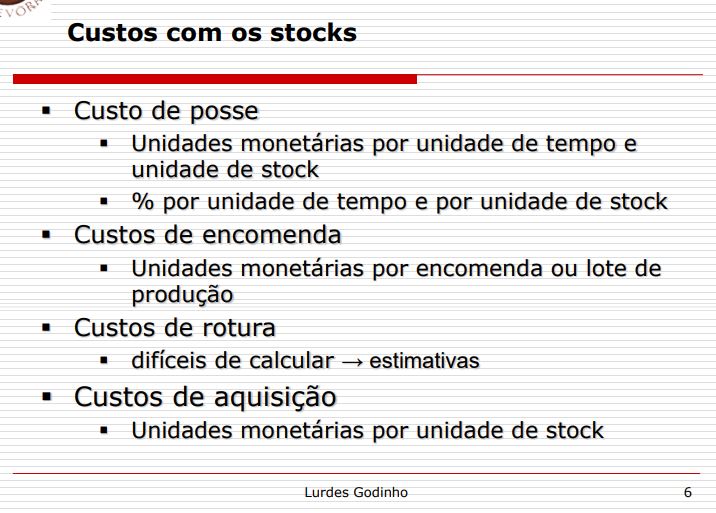 Custos com os stocks
▪ Custo de posse
▪ Unidades monetárias por unidade de tempo e
unidade de stock
▪ % por unidade de tempo e por unidade de stock
▪ Custos de encomenda
▪ Unidades monetárias por encomenda ou lote de
produção
▪ Custos de rotura
▪ difíceis de calcular → estimativas
▪ Custos de aquisição
▪ Unidades monetárias por unidade de stock
Lurdes Godinho
6